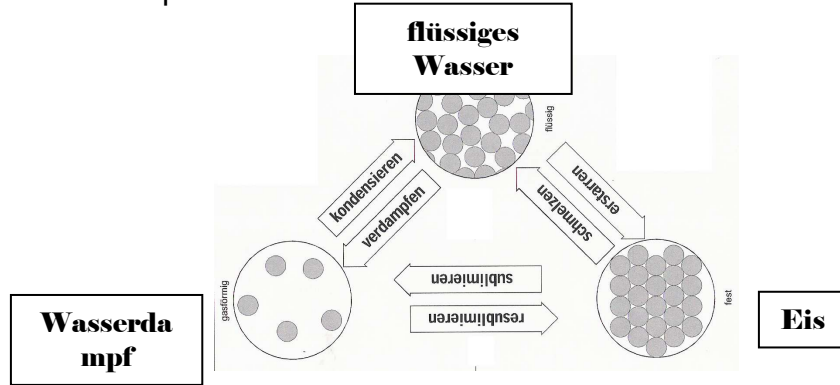 flüssiges
Wasser
flüssig
kondensieren
verdampfen
erstarren
schmelzen
sublimieren
resublimieren
gasförmig
fest
Wasserda
mpf
Eis